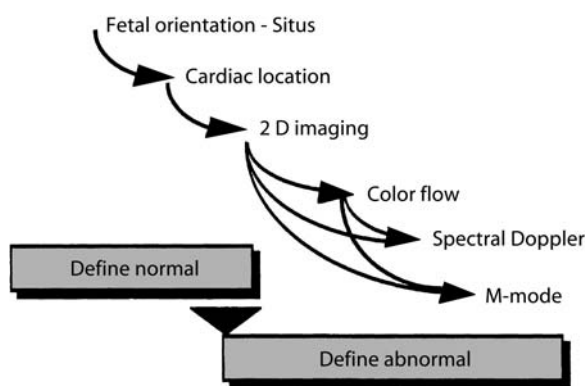 Fetal orientation - Situs
Cardiac location
2 D imaging
Color flow
Spectral Doppler
Define normal
M-mode
Define abnormal